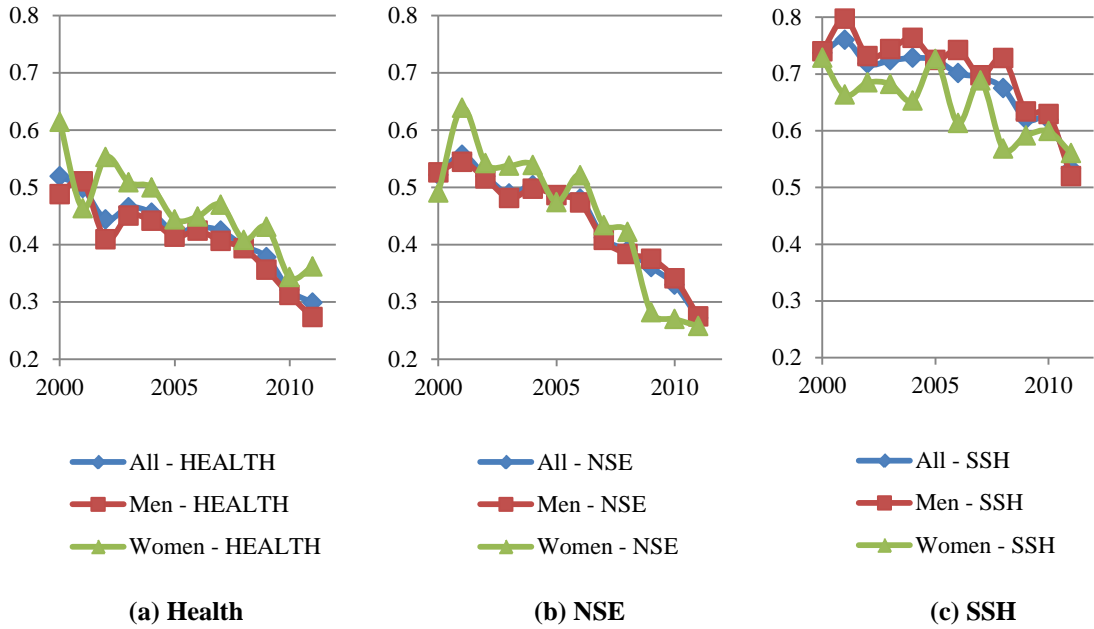 0.8
0.7
0.6
0.5
0.4
0.3
0.2
2000 2005 2010
All - HEALTH
Men - HEALTH
Women - HEALTH
(a) Health
0.8
0.7
0.6
0.5
0.4
0.3
0.2
2000 2005 2010
All - NSE
Men - NSE
Women - NSE
(b) NSE
0.8
0.7
0.6
0.5
0.4
0.3
0.2
2000 2005 2010
All - SSH
Men - SSH
Women - SSH
(c) SSH